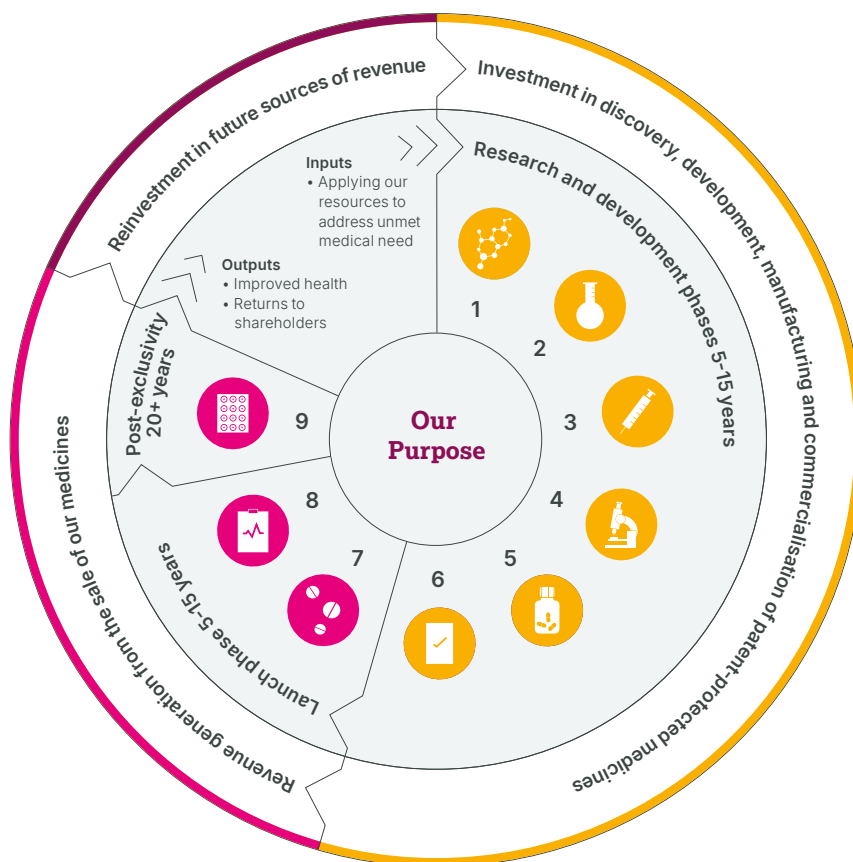 Reinvestment in future sources of revenue
Investment in discovery, development, manufacturing and commercialisation of patent-protected medicines
Revenue generation from the sale of our medicines
Inputs
• Applying our
resources to
address unmet
medical need
Outputs
• Improved health
• Returns to
shareholders
Research and development phases 5-15 years
1
2
3
4
5
6
Launch phase 5-15 years
7
8
Post-exclusivity
20+ years
9
Our
Purpose